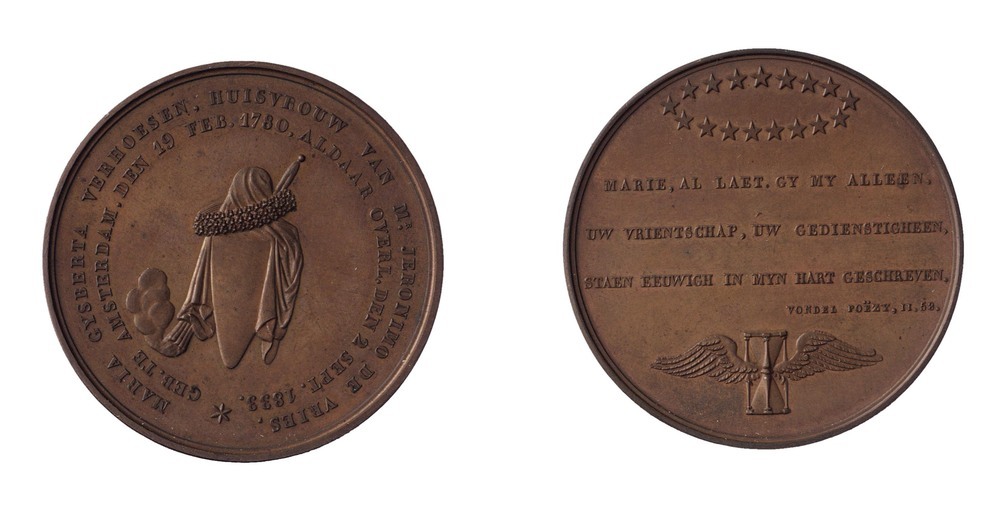 MARIA GYSBERTA VERHOESEN, HUISVROUW VAN Mr. JERONIMO DE VRIES.
GEB. TE AMSTERDAM, DEN 19 FEB. 1780. ALDAAR OVERL. DEN 2 SEPT. 1833.
MARIE, AL LAET. GY MY ALLEEN,
UW VRIENTSCHAP, UW GEDIENSTIGHEEN,
STAEN EEUWIGH IN MYN HART GESCHREVEN,
VONDEL POËZY, II. 68.